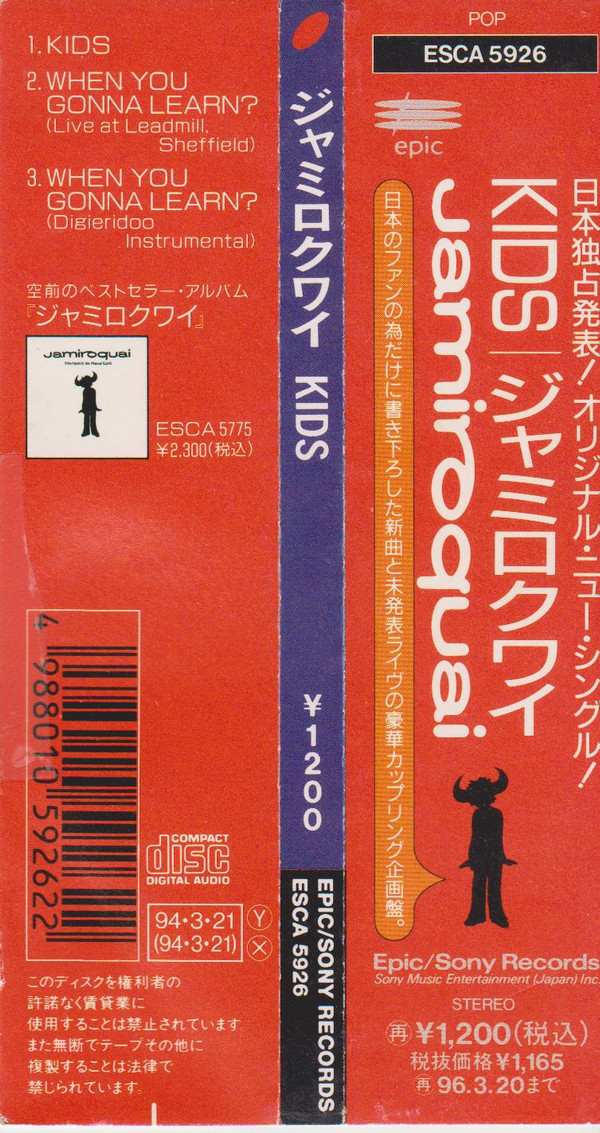 1. KIDS
2. WHEN YOU
GONNA LEARN?
(Live at Leadmill,
Sheffield)
3. WHEN YOU
GONNA LEARN?
(Digieridoo
Instrumental)
空前のベストセラー・アルバム
『ジャミロクワイ』
Jamiroquai
ESCA 5775
¥2,300(税込)
4 988010 592622
COMPACT
disc
DIGITAL AUDIO
94・3・21
(94・3・21)
Y
X
このディスクを権利者の
許諾なく賃貸業に
使用することは禁止されています
また無断でテープその他に
複製することは法律で
禁じられています.
ジャミロクワイ KIDS
¥1200
EPIC/SONY RECORDS
ESCA 5926
POP
ESCA 5926
epic
日本独占発表!オリジナル・ニュー・シングル!
KIDS|ジャミロクワイ
Jamiroquai
日本のファンの為だけに書き下ろした新曲と未発表ライヴの豪華カップリング企画盤。
Epic/Sony Records
Sony Music Entertainment (Japan) Inc.
STEREO
再 ¥1,200(税込)
税抜価格¥1,165
再 96.3.20まで